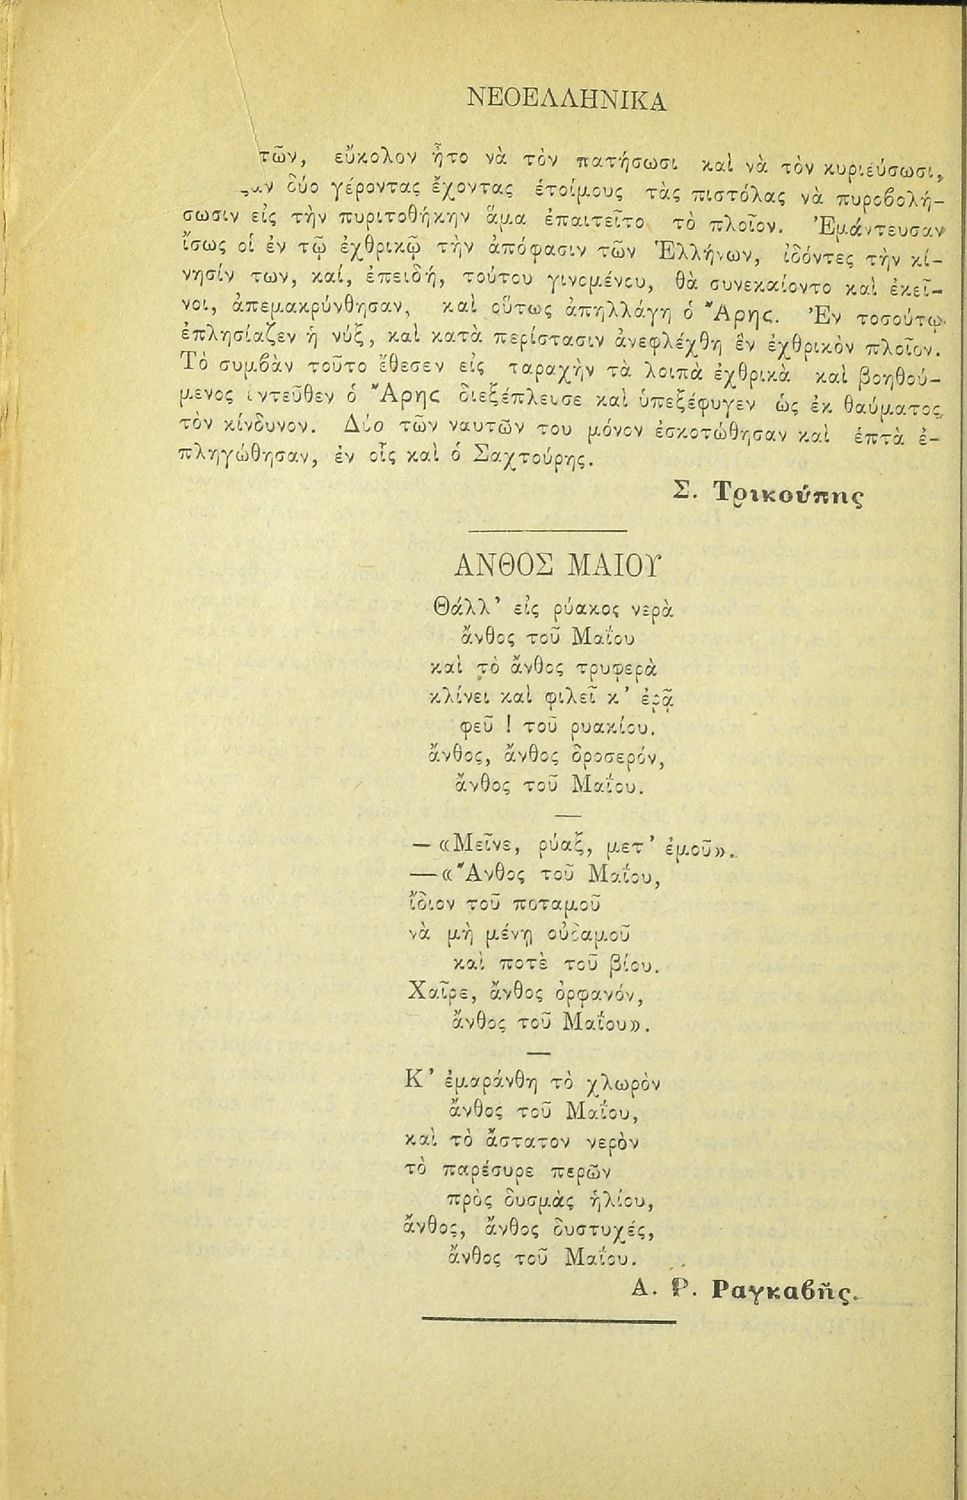 ΝΕΟΕΛΛΗΝΙΚΑ
τῶν, εὔκολον ἦτο νὰ τὸν πατήσωσι καὶ νὰ τὸν κυριεύσωσι,
δύο γέροντας ἔχοντας ἑτοίμους τὰς πιστόλας νὰ πυροβολή-
σωσιν εἰς τὴν πυριτοθήκην ἅμα ἐπαιτεῖτο τὸ πλοῖον. Ἐμάντευσαν
ἴσως οἱ ἐν τῷ ἐχθρικῷ τὴν ἀπόφασιν τῶν Ἑλλήνων, ἰδόντες τὴν κί-
νησίν των, καί, ἐπειδή, τούτου γινομένου, θὰ συνεκαίοντο καὶ ἐκεῖ-
νοι, ἀπεμακρύνθησαν, καὶ οὕτως ἀπηλλάγη ὁ Ἄρης. Ἐν τοσούτῳ
ἐπλησίαζεν ἡ νύξ, καὶ κατὰ περίστασιν ἀνεφλέχθη ἓν ἐχθρικὸν πλοῖον.
Τὸ συμβὰν τοῦτο ἔθεσεν εἰς ταραχὴν τὰ λοιπὰ ἐχθρικὰ καὶ βοηθού-
μενος ἐντεῦθεν ὁ Ἄρης διεξέπλευσε καὶ ὑπεξέφυγεν ὡς ἐκ θαύματος
τὸν κίνδυνον. Δύο τῶν ναυτῶν του μόνον ἐσκοτώθησαν καὶ ἑπτὰ ἐ-
πληγώθησαν, ἐν οἷς καὶ ὁ Σαχτούρης.
Σ. Τρικούπης
ΑΝΘΟΣ ΜΑΙΟΥ
Θάλλ' εἰς ρύακος νερὰ
ἄνθος τοῦ Μαΐου
καὶ τὸ ἄνθος τρυφερὰ
κλίνει καὶ φιλεῖ κ' ἐρᾷ
φεῦ ! τοῦ ρυακίου.
ἄνθος, ἄνθος δροσερόν,
ἄνθος τοῦ Μαΐου.
— «Μεῖνε, ρύαξ, μετ' ἐμοῦ».
— «Ἄνθος τοῦ Μαΐου,
ἴδιον τοῦ ποταμοῦ
νὰ μὴ μένῃ οὐδαμοῦ
καὶ ποτὲ τοῦ βίου.
Χαῖρε, ἄνθος ὀρφανόν,
ἄνθος τοῦ Μαΐου».
Κ' ἐμαράνθη τὸ χλωρὸν
ἄνθος τοῦ Μαΐου,
καὶ τὸ ἄστατον νερὸν
τὸ παρέσυρε περῶν
πρὸς δυσμὰς ἡλίου,
ἄνθος, ἄνθος δυστυχές,
ἄνθος τοῦ Μαΐου.
Α. Ρ. Ραγκαβῆς.